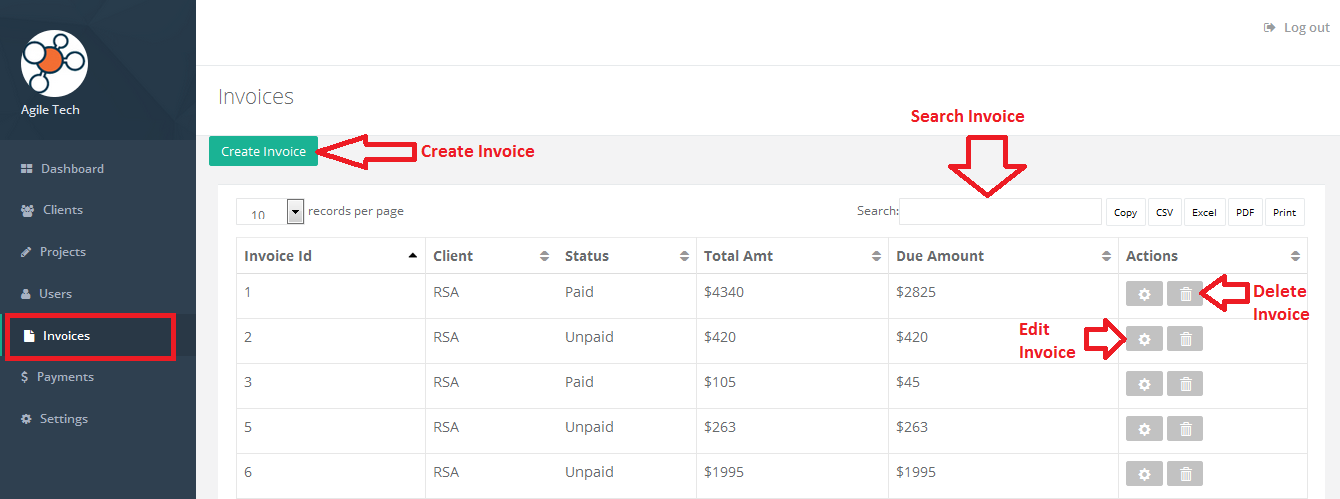 Log out
Agile Tech
Invoices
Search Invoice
Create Invoice Create Invoice
Dashboard
Clients
Projects
Users
Invoices
$ Payments
Settings
10 records per page Search: Copy CSV Excel PDF Print
Invoice Id Client Status Total Amt Due Amount Actions
1 RSA Paid $4340 $2825
Delete
Invoice
2 RSA Unpaid $420 $420
Edit
Invoice
3 RSA Paid $105 $45
5 RSA Unpaid $263 $263
6 RSA Unpaid $1995 $1995